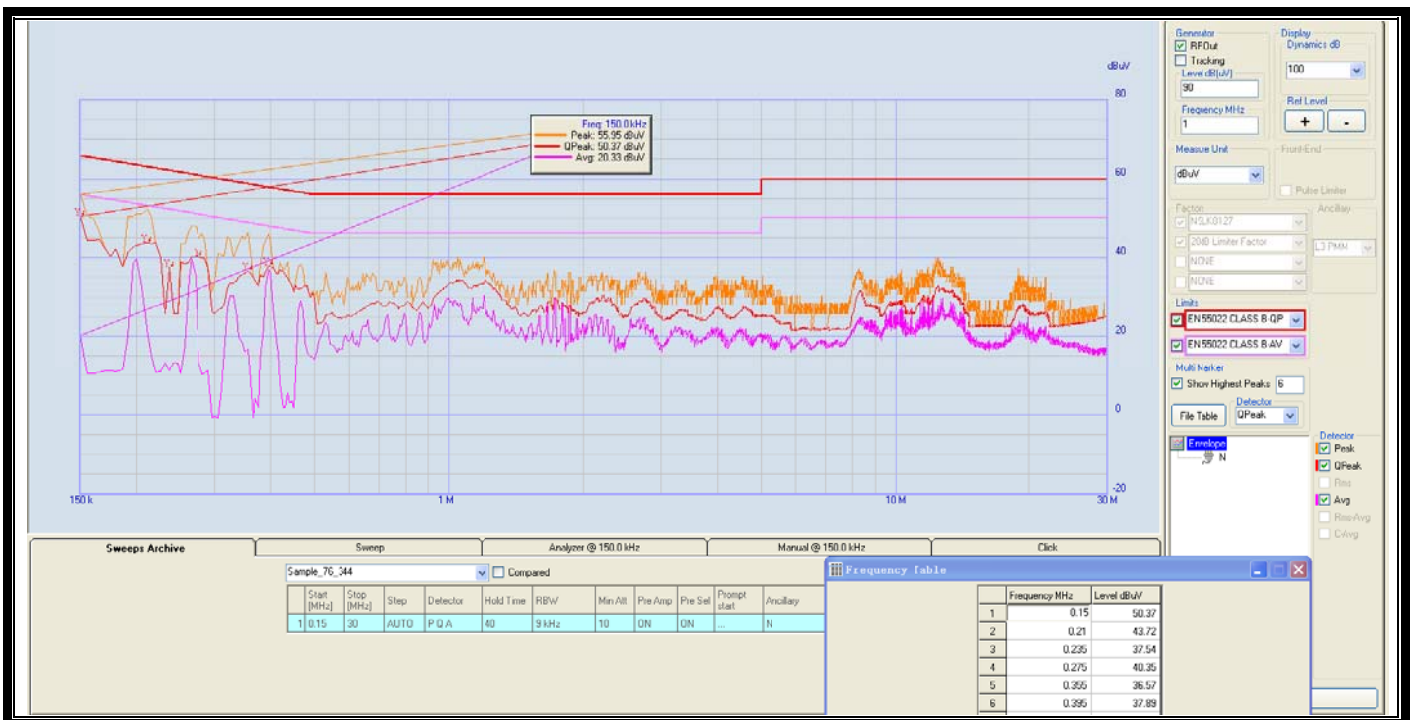 dBuV
80
60
40
20
0
-20
150 k
1 M
10 M
30 M
Freq: 150.0 kHz
Peak: 55.95 dBuV
QPeak: 50.37 dBuV
Avg: 20.33 dBuV
Generator
RFOut
Tracking
Level dB[uV]
90
Frequency MHz
1
Display
Dynamics dB
100
Ref Level
+ -
Measure Unit
dBuV
Front-End
Pulse Limiter
Factor
20dB Limiter Factor
NONE
NONE
Ancillary
L3 PMM
Limits
EN55022 CLASS B-QP
EN55022 CLASS B-AV
Multi Marker
Show Highest Peaks 6
File Table
Detector
QPeak
Envelope
N
Detector
Peak
QPeak
Rms
Avg
Rms-Avg
C-Avg
Sweeps Archive
Sweep
Analyzer @ 150.0 kHz
Manual @ 150.0 kHz
Click
Compared
Start [MHz] Stop [MHz] Step Detector Hold Time RBW Min Att Pre Amp Pre Sel Prompt start Ancillary
1 0.15 30 AUTO P Q A 40 9 kHz 10 ON ON ... N
Frequency Table
Frequency MHz Level dBuV
1 0.15 50.37
2 0.21 43.72
3 0.235 37.54
4 0.275 40.35
5 0.355 36.57
6 0.395 37.89